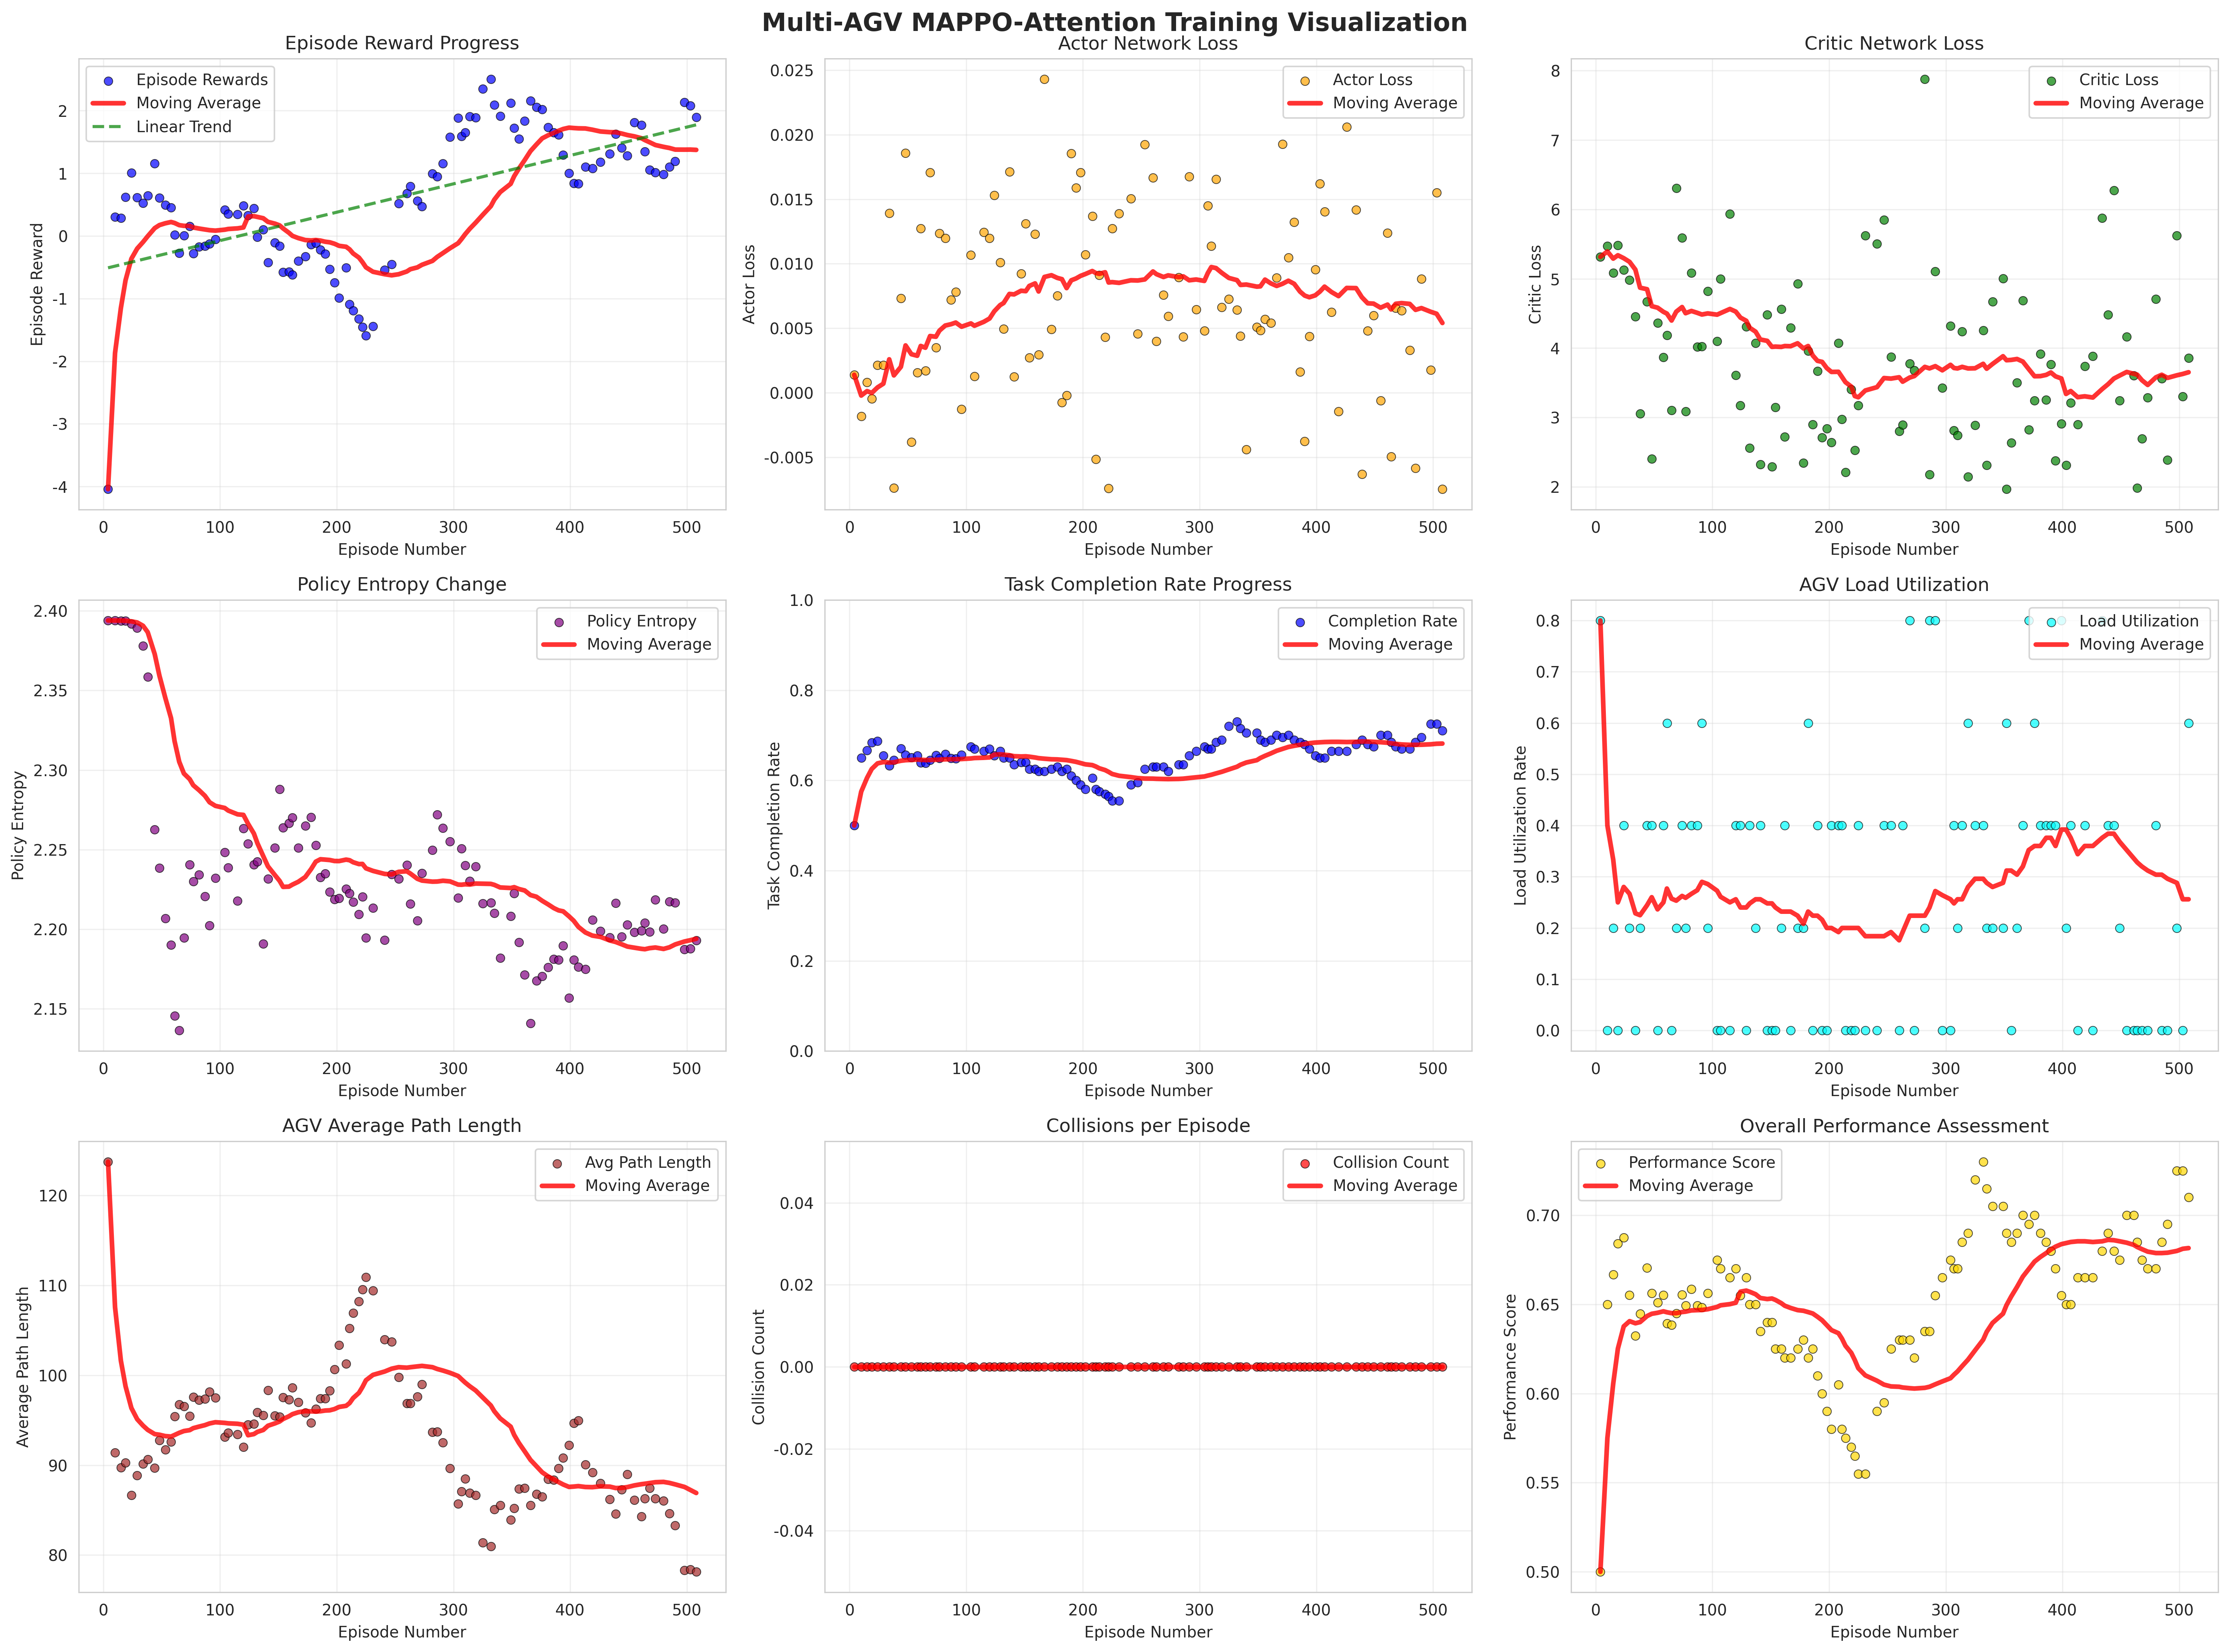 Multi-AGV MAPPO-Attention Training Visualization
Episode Reward Progress
Episode Rewards
Moving Average
Linear Trend
2
1
0
-1
-2
-3
-4
Episode Reward
0 100 200 300 400 500
Episode Number
Actor Network Loss
Actor Loss
Moving Average
0.025
0.020
0.015
0.010
0.005
0.000
-0.005
Actor Loss
0 100 200 300 400 500
Episode Number
Critic Network Loss
Critic Loss
Moving Average
8
7
6
5
4
3
2
Critic Loss
0 100 200 300 400 500
Episode Number
Policy Entropy Change
Policy Entropy
Moving Average
2.40
2.35
2.30
2.25
2.20
2.15
Policy Entropy
0 100 200 300 400 500
Episode Number
Task Completion Rate Progress
Completion Rate
Moving Average
1.0
0.8
0.6
0.4
0.2
0.0
Task Completion Rate
0 100 200 300 400 500
Episode Number
AGV Load Utilization
Load Utilization
Moving Average
0.8
0.7
0.6
0.5
0.4
0.3
0.2
0.1
0.0
Load Utilization Rate
0 100 200 300 400 500
Episode Number
AGV Average Path Length
Avg Path Length
Moving Average
120
110
100
90
80
Average Path Length
0 100 200 300 400 500
Episode Number
Collisions per Episode
Collision Count
Moving Average
0.04
0.02
0.00
-0.02
-0.04
Collision Count
0 100 200 300 400 500
Episode Number
Overall Performance Assessment
Performance Score
Moving Average
0.70
0.65
0.60
0.55
0.50
Performance Score
0 100 200 300 400 500
Episode Number